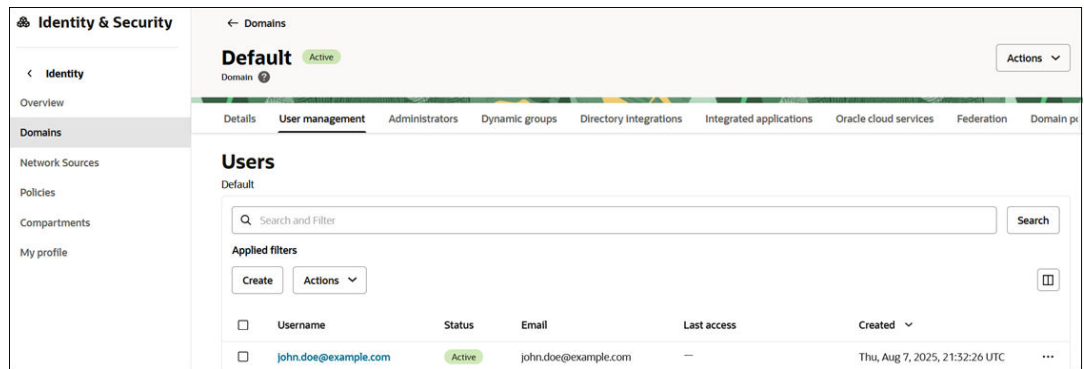 Identity & Security
Identity
Overview
Domains
Network Sources
Policies
Compartments
My profile
← Domains
Default Active
Domain ?
Actions
Details User management Administrators Dynamic groups Directory integrations Integrated applications Oracle cloud services Federation Domain po
Users
Default
Search and Filter Search
Applied filters
Create Actions
Username Status Email Last access Created
john.doe@example.com Active john.doe@example.com — Thu, Aug 7, 2025, 21:32:26 UTC ...